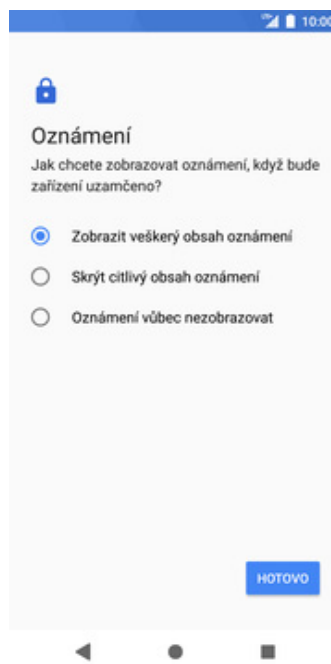 10:00
Oznámení
Jak chcete zobrazovat oznámení, když bude
zařízení uzamčeno?
Zobrazit veškerý obsah oznámení
Skrýt citlivý obsah oznámení
Oznámení vůbec nezobrazovat
HOTOVO